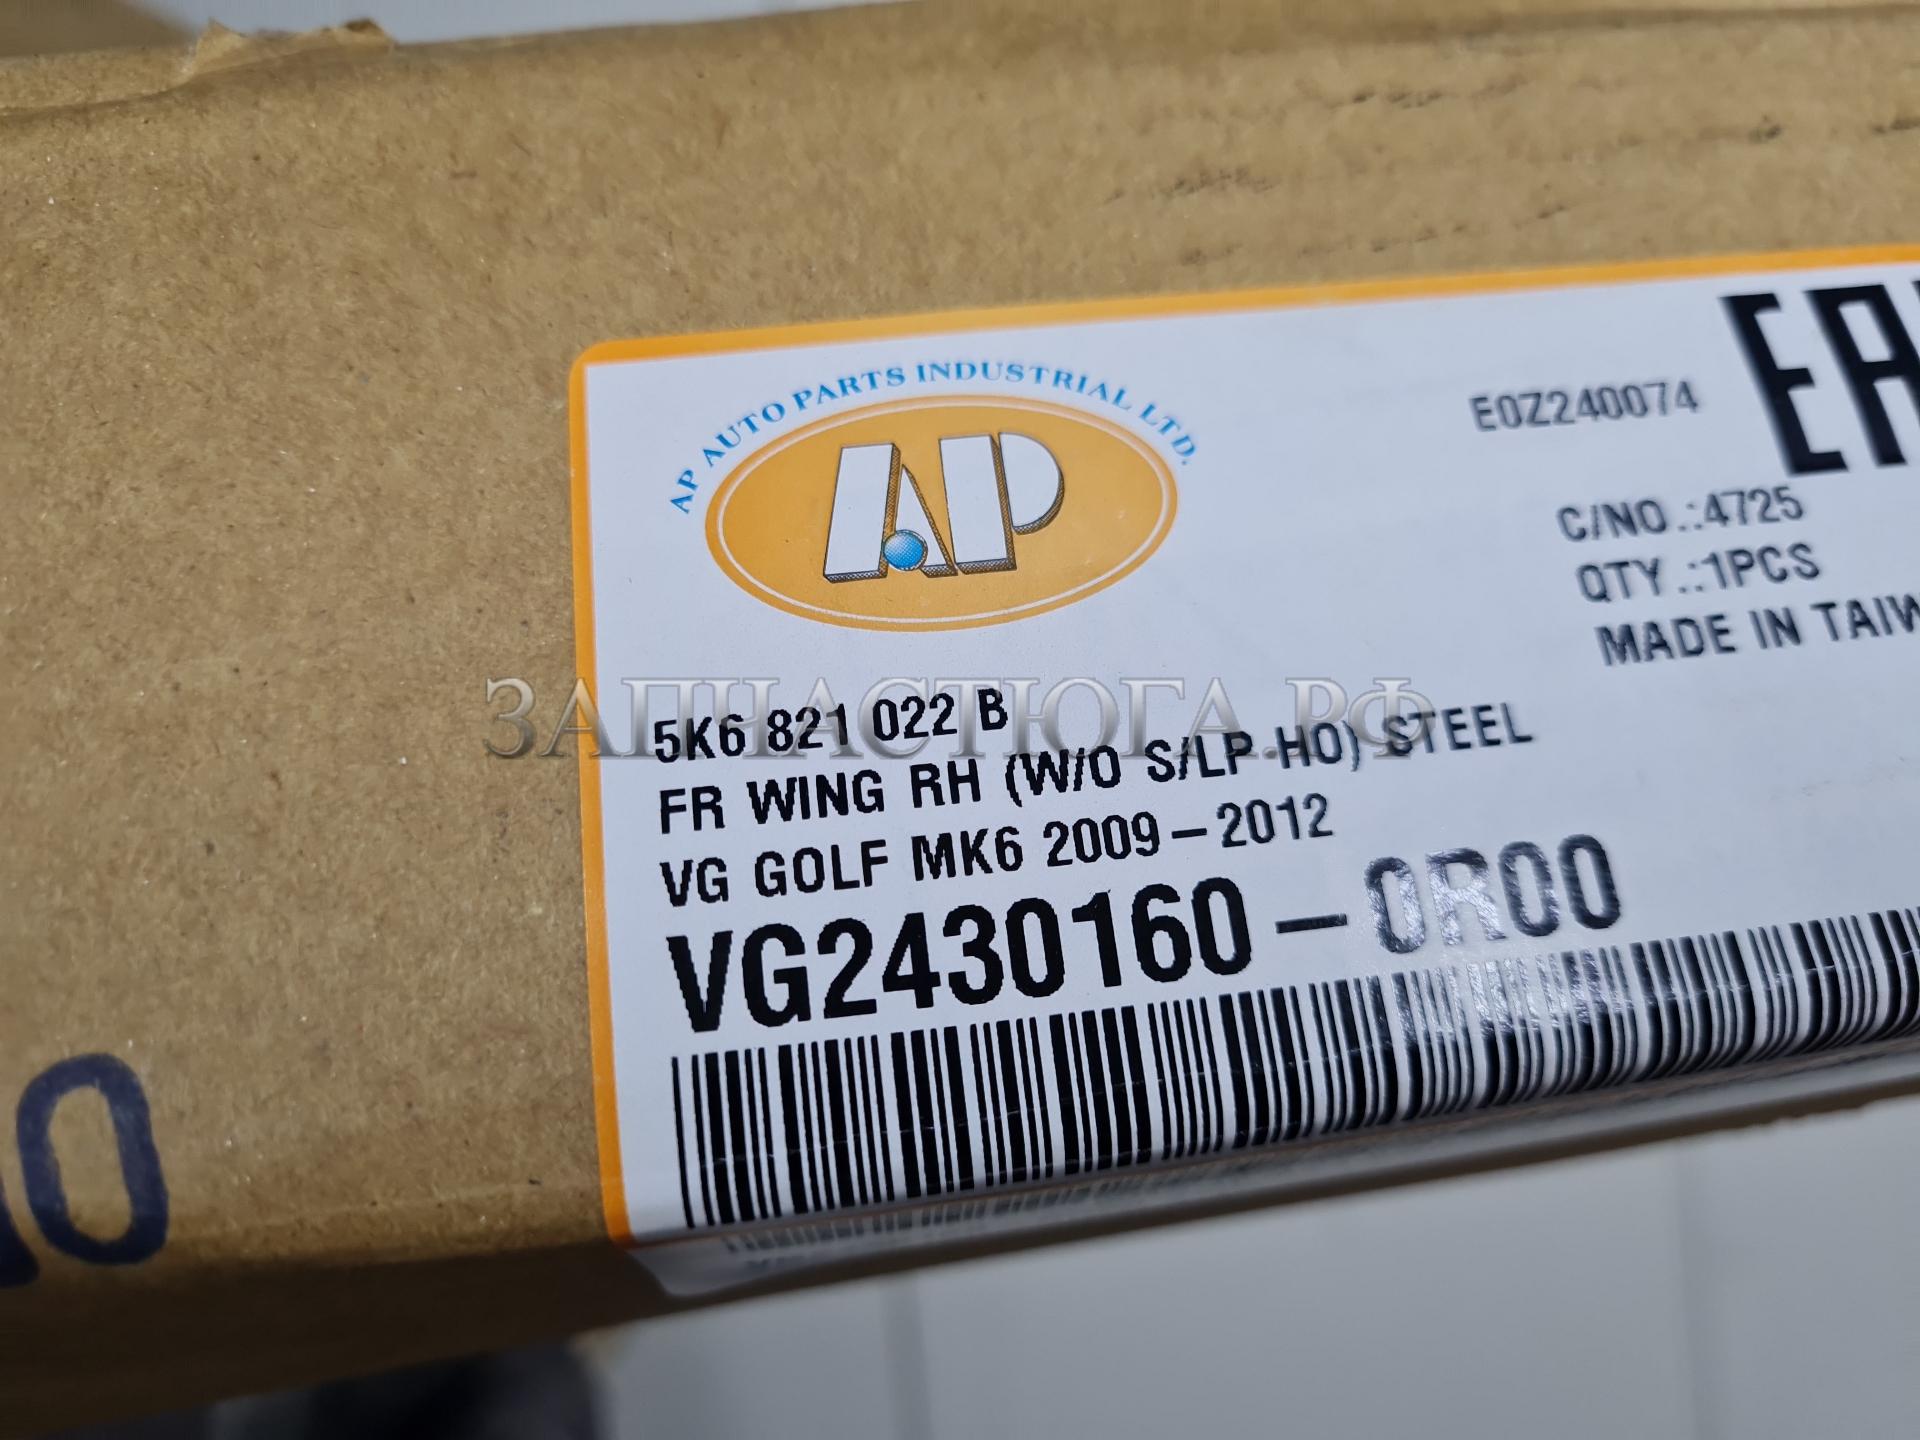 AP AUTO PARTS INDUSTRIAL LTD.
AP
E0Z240074
C/NO.:4725
QTY.:1PCS
MADE IN
ЗАПЧАСТЮГА.РФ
5K6 821 022 B
FR WING RH (W/O S/LP HO) STEEL
VG GOLF MK6 2009-2012
VG2430160-0R00